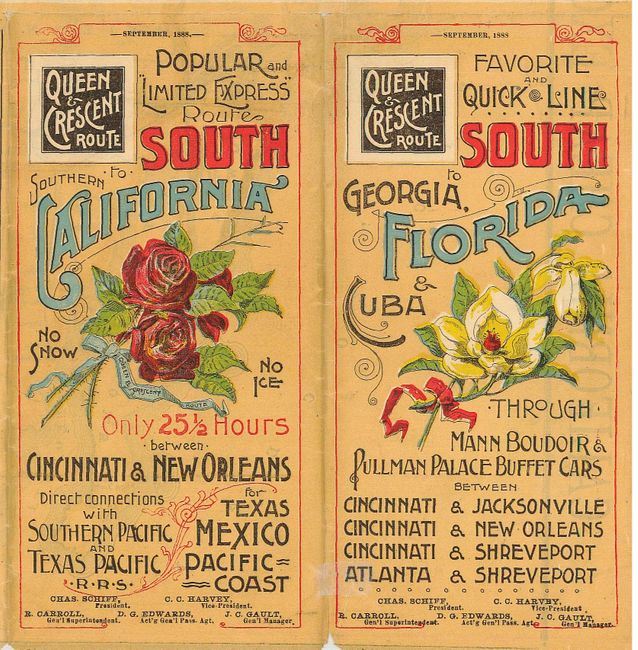 SEPTEMBER, 1888.
QUEEN
& CRESCENT
ROUTE
POPULAR and
"LIMITED EXPRESS"
Route
SOUTH
to
SOUTHERN
CALIFORNIA
NO
SNOW
NO
ICE
QUEEN & CRESCENT
ROUTE
Only 25½ Hours
between
CINCINNATI & NEW ORLEANS
Direct connections
with
SOUTHERN PACIFIC
AND
TEXAS PACIFIC
R.R.S.
for
TEXAS
MEXICO
PACIFIC
COAST
CHAS. SCHIFF,
President,
C. C. HARVEY,
Vice-President.
R. CARROLL,
Gen'l Superintendent.
D. G. EDWARDS,
Act'g Gen'l Pass. Agt,
J. C. GAULT,
Gen'l Manager,
SEPTEMBER, 1888
QUEEN
& CRESCENT
ROUTE
FAVORITE
AND
QUICK LINE
SOUTH
to
GEORGIA,
FLORIDA
&
CUBA
THROUGH
MANN BOUDOIR &
PULLMAN PALACE BUFFET CARS
BETWEEN
CINCINNATI & JACKSONVILLE
CINCINNATI & NEW ORLEANS
CINCINNATI & SHREVEPORT
ATLANTA & SHREVEPORT
CHAS. SCHIFF,
President,
C. C. HARVEY,
Vice-President
R. CARROLL,
Gen'l Superintendent.
D. G. EDWARDS,
Act'g Gen'l Pass. Agt,
J. C. GAULT,
Gen'l Manager,